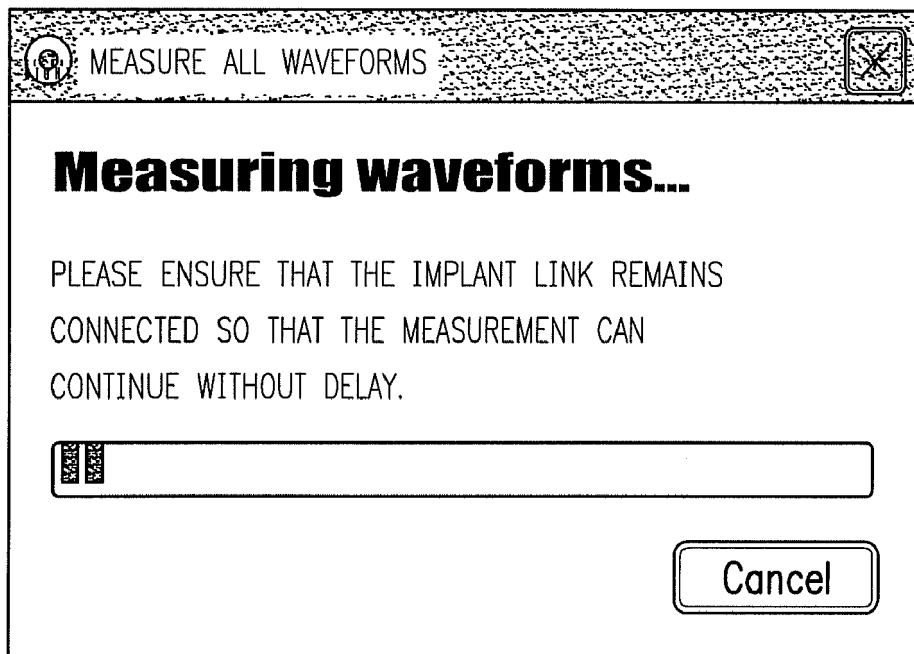 MEASURE ALL WAVEFORMS
Measuring waveforms...
PLEASE ENSURE THAT THE IMPLANT LINK REMAINS
CONNECTED SO THAT THE MEASUREMENT CAN
CONTINUE WITHOUT DELAY.
Cancel